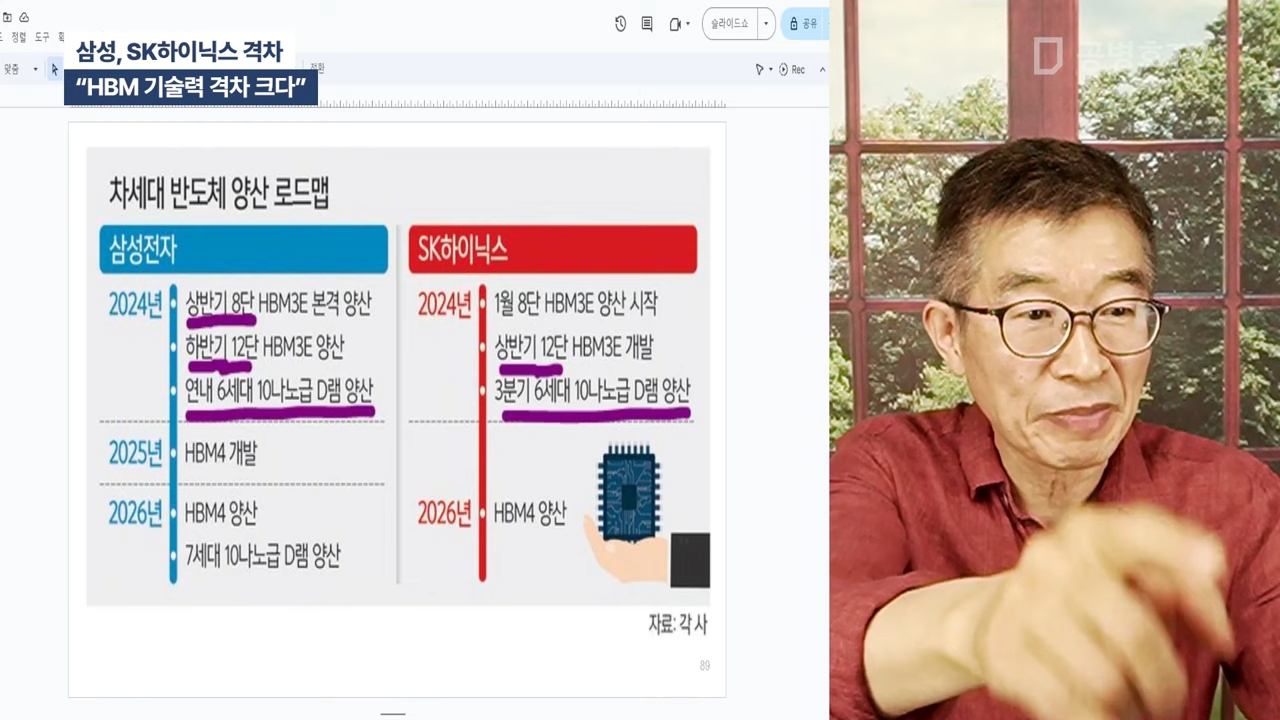 정렬 도구
슬라이드쇼
공유
삼성, SK하이닉스 격차
맞춤
Rec
“HBM 기술력 격차 크다”
차세대 반도체 양산 로드맵
삼성전자
2024년 상반기 8단 HBM3E 본격 양산
하반기 12단 HBM3E 양산
연내 6세대 10나노급 D램 양산
2025년 HBM4 개발
2026년 HBM4 양산
7세대 10나노급 D램 양산
SK하이닉스
2024년 1월 8단 HBM3E 양산 시작
상반기 12단 HBM3E 개발
3분기 6세대 10나노급 D램 양산
2026년 HBM4 양산
자료: 각 사
89